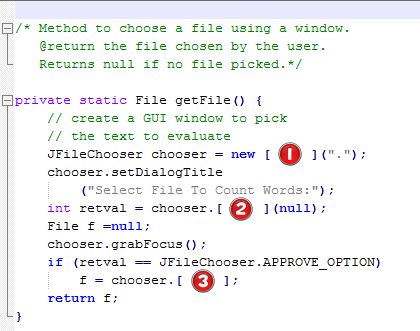 /* Method to choose a file using a window.
@return the file chosen by the user.
Returns null if no file picked.*/
private static File getFile() {
// create a GUI window to pick
// the text to evaluate
JFileChooser chooser = new [ 1 ](".");
chooser.setDialogTitle
("Select File To Count Words:");
int retval = chooser.[ 2 ](null);
File f =null;
chooser.grabFocus();
if (retval == JFileChooser.APPROVE_OPTION)
f = chooser.[ 3 ];
return f;
}